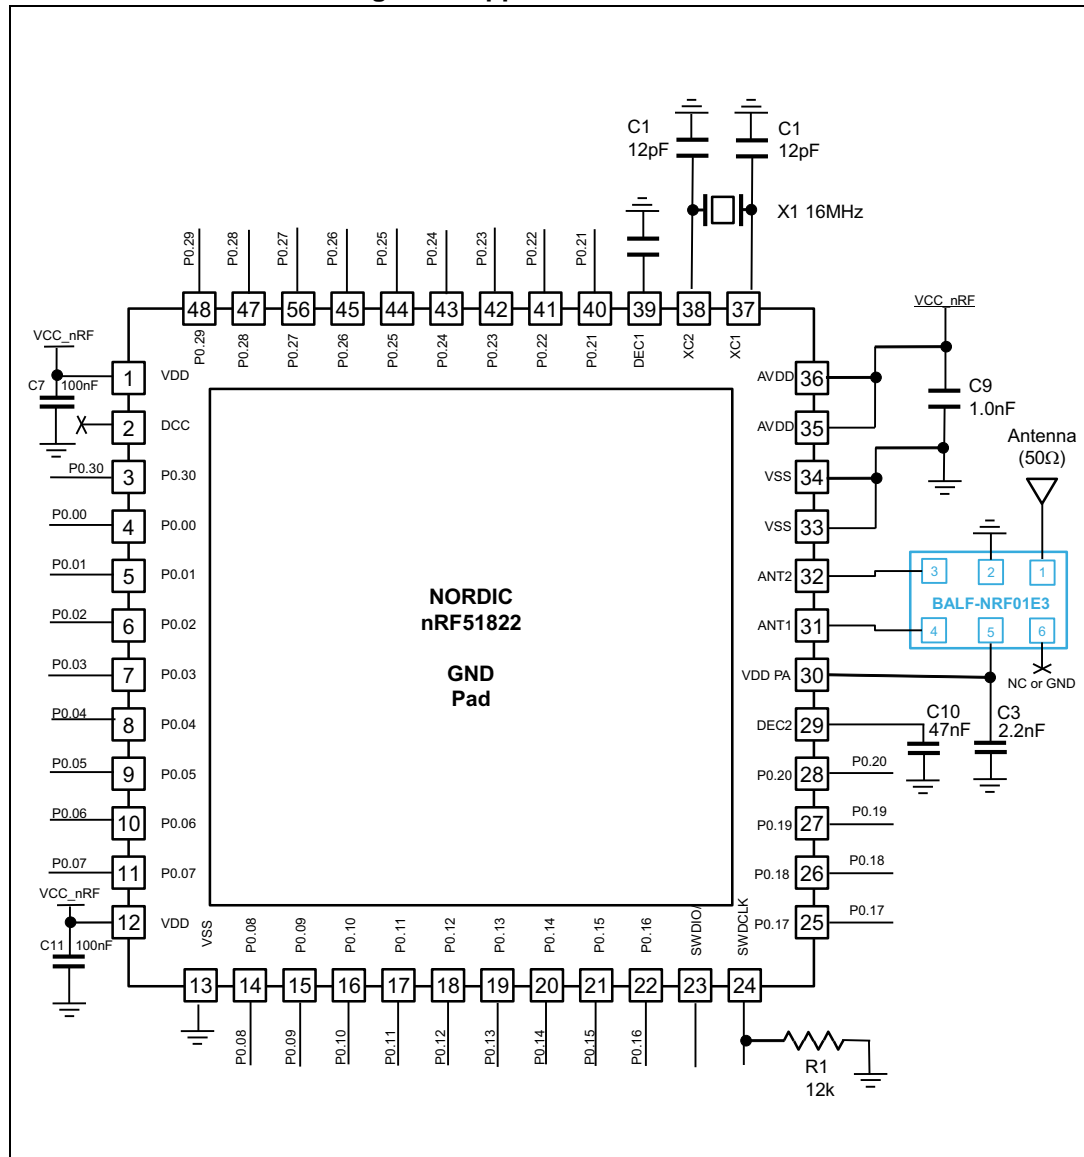 C1
12pF
C1
12pF
X1 16MHz
P0.29
P0.28
P0.27
P0.26
P0.25
P0.24
P0.23
P0.22
P0.21
48
47
56
45
44
43
42
41
40
39
38
37
P0.29
P0.28
P0.27
P0.26
P0.25
P0.24
P0.23
P0.22
P0.21
DEC1
XC2
XC1
VCC_nRF
C7
100nF
1
VDD
2
DCC
P0.30
3
P0.30
P0.00
4
P0.00
P0.01
5
P0.01
P0.02
6
P0.02
P0.03
7
P0.03
P0.04
8
P0.04
P0.05
9
P0.05
P0.06
10
P0.06
P0.07
11
P0.07
VCC_nRF
12
VDD
C11
100nF
NORDIC
nRF51822
GND
Pad
VCC_nRF
AVDD
36
C9
1.0nF
AVDD
35
VSS
34
VSS
33
Antenna
(50Ω)
ANT2
32
ANT1
31
3
2
1
BALF-NRF01E3
4
5
6
NC or GND
VDD PA
30
DEC2
29
C10
47nF
C3
2.2nF
P0.20
28
P0.20
P0.19
27
P0.19
P0.18
26
P0.18
P0.17
25
P0.17
VSS
P0.08
P0.09
P0.10
P0.11
P0.12
P0.13
P0.14
P0.15
P0.16
SWDIO/
SWDCLK
13
14
15
16
17
18
19
20
21
22
23
24
P0.08
P0.09
P0.10
P0.11
P0.12
P0.13
P0.14
P0.15
P0.16
R1
12k